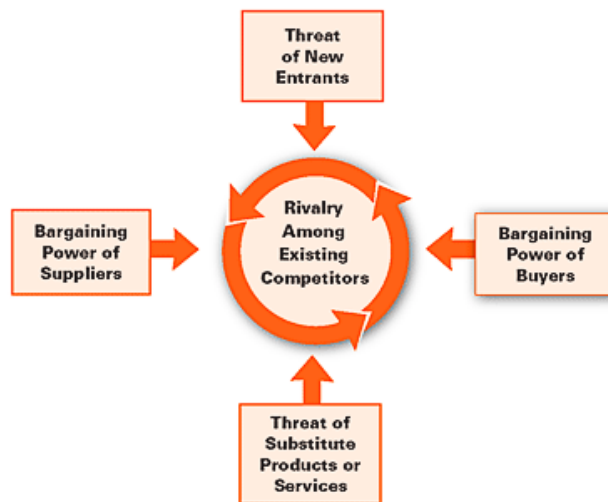 Threat
of New
Entrants
Rivalry
Among
Existing
Competitors
Bargaining
Power of
Suppliers
Bargaining
Power of
Buyers
Threat of
Substitute
Products or
Services